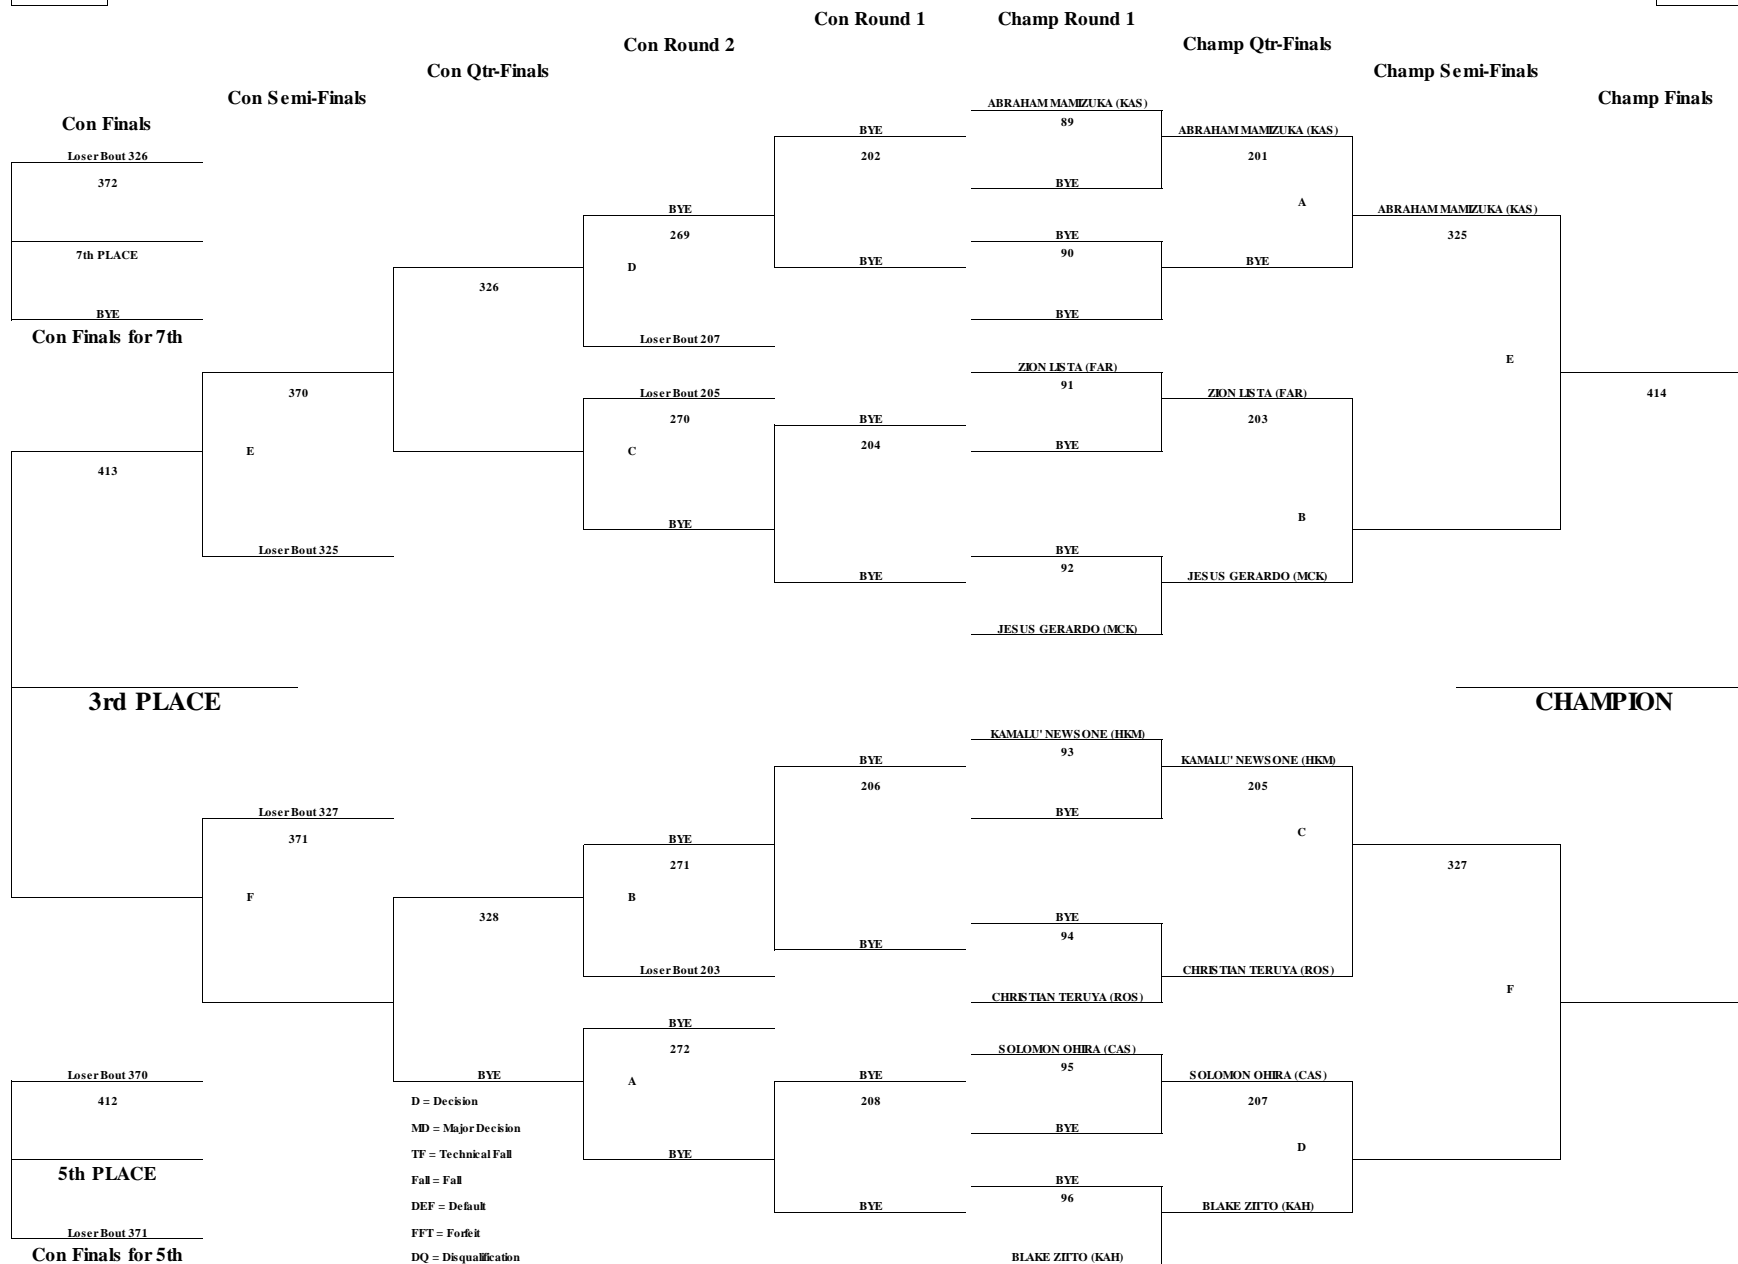 Con Round 1
Champ Round 1
Con Round 2
Champ Qtr-Finals
Con Qtr-Finals
Champ Semi-Finals
Con Semi-Finals
Champ Finals
Con Finals
ABRAHAM MAMIZUKA (KAS)
89
BYE
ABRAHAM MAMIZUKA (KAS)
Loser Bout 326
202
201
372
BYE
A
BYE
ABRAHAM MAMIZUKA (KAS)
269
BYE
325
7th PLACE
90
D
BYE
BYE
326
BYE
BYE
Con Finals for 7th
Loser Bout 207
E
ZION LISTA (FAR)
91
370
Loser Bout 205
ZION LISTA (FAR)
414
270
BYE
203
E
C
204
BYE
413
B
BYE
Loser Bout 325
BYE
92
BYE
JESUS GERARDO (MCK)
JESUS GERARDO (MCK)
3rd PLACE
CHAMPION
KAMALU' NEWSONE (HKM)
93
BYE
KAMALU' NEWSONE (HKM)
206
205
Loser Bout 327
BYE
371
BYE
C
271
327
F
B
328
BYE
94
BYE
Loser Bout 203
CHRISTIAN TERUYA (ROS)
F
CHRISTIAN TERUYA (ROS)
BYE
272
SOLOMON OHIRA (CAS)
95
Loser Bout 370
BYE
A
BYE
SOLOMON OHIRA (CAS)
412
D = Decision
208
207
MD = Major Decision
BYE
TF = Technical Fall
BYE
D
5th PLACE
Fall = Fall
BYE
96
DEF = Default
BYE
BLAKE ZITTO (KAH)
Loser Bout 371
FFT = Forfeit
Con Finals for 5th
DQ = Disqualification
BLAKE ZITTO (KAH)